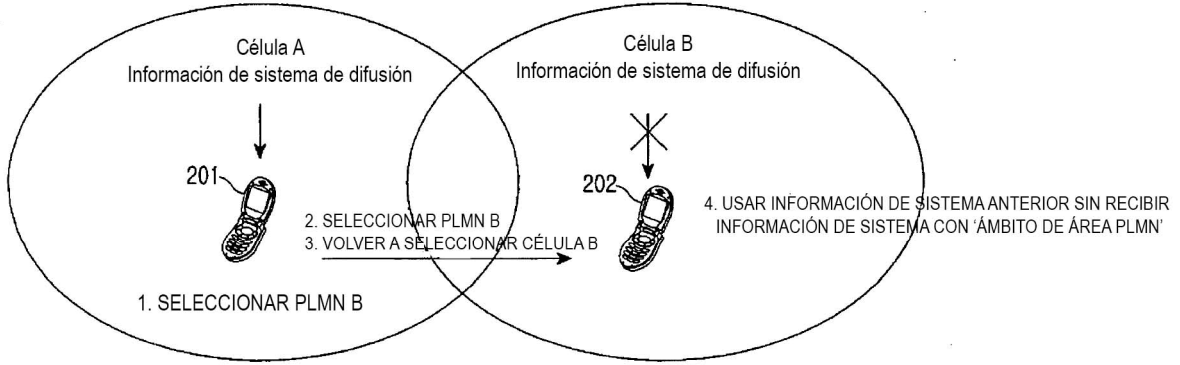 Célula A
Información de sistema de difusión
Célula B
Información de sistema de difusión
201
202
2. SELECCIONAR PLMN B
3. VOLVER A SELECCIONAR CÉLULA B
1. SELECCIONAR PLMN B
4. USAR INFORMACIÓN DE SISTEMA ANTERIOR SIN RECIBIR
INFORMACIÓN DE SISTEMA CON ‘ÁMBITO DE ÁREA PLMN’